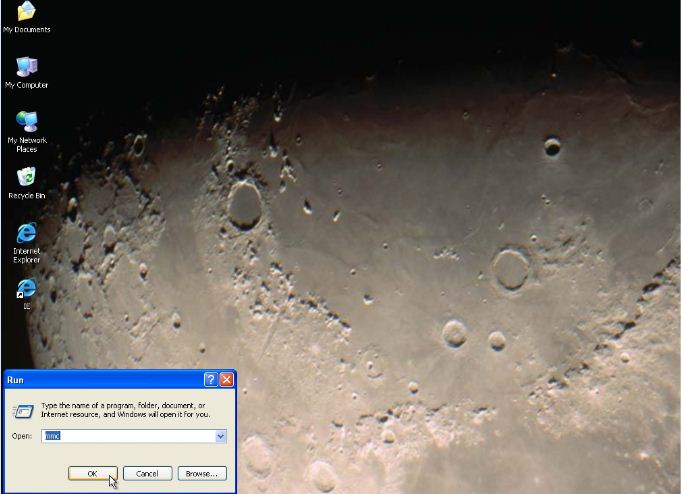 My Documents
My Computer
My Network
Places
Recycle Bin
Internet
Explorer
IE
Run
Type the name of a program, folder, document, or
Internet resource, and Windows will open it for you.
Open: mmc
OK Cancel Browse...